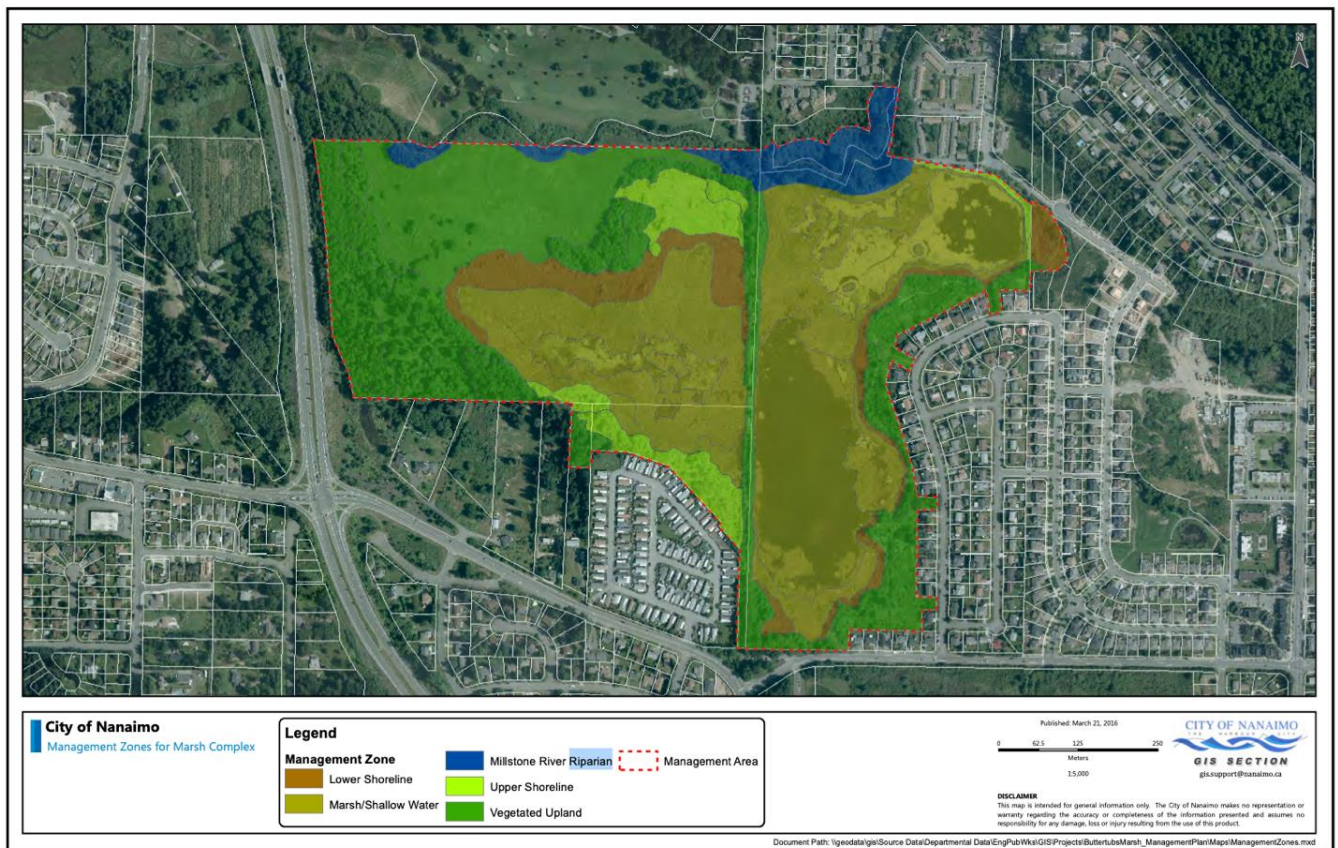 N
City of Nanaimo
Management Zones for Marsh Complex
Legend
Management Zone
Lower Shoreline
Marsh/Shallow Water
Millstone River Riparian
Upper Shoreline
Vegetated Upland
Management Area
Published: March 21, 2016
0 62.5 125 250
Meters
1:5,000
CITY OF NANAIMO
THE HARBOUR CITY
GIS SECTION
gis.support@nanaimo.ca
DISCLAIMER
This map is intended for general information only. The City of Nanaimo makes no representation or
warranty regarding the accuracy or completeness of the information presented and assumes no
responsibility for any damage, loss or injury resulting from the use of this product.
Document Path: \\geodata\gis\Source Data\Departmental Data\EngPubWks\GIS\Projects\ButtertubsMarsh_ManagementPlan\Maps\ManagementZones.mxd